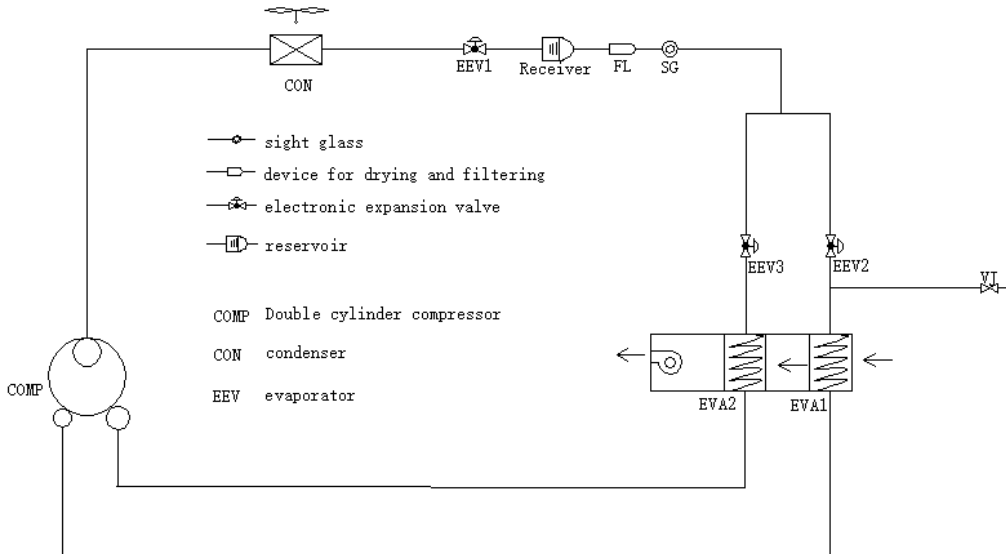 CON
EEV1
Receiver
FL
SG
sight glass
device for drying and filtering
electronic expansion valve
reservoir
EEV3
EEV2
VI
COMP Double cylinder compressor
CON condenser
EEV evaporator
COMP
EVA2
EVA1